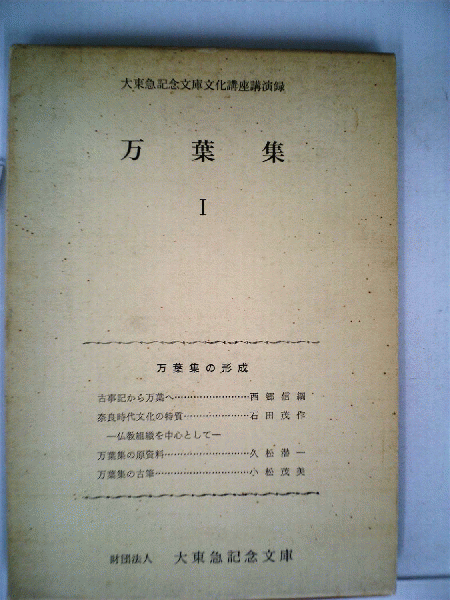 大東急記念文庫文化講座講演録
万葉集
I
万葉集の形成
古事記から万葉へ……………………西郷信綱
奈良時代文化の特質…………………石田茂作
―仏教組織を中心として―
万葉集の原資料………………………久松潜一
万葉集の古筆…………………………小松茂美
財団法人 大東急記念文庫